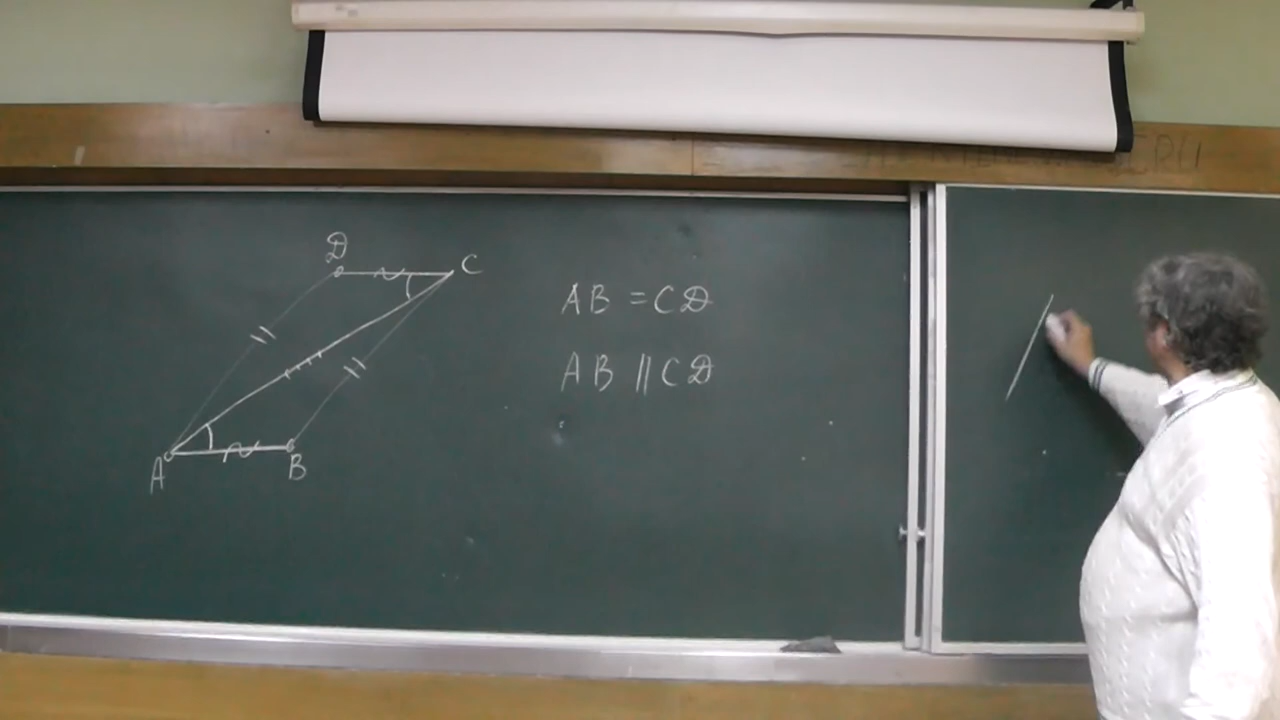 D
C
A
B
AB = CD
AB || CD